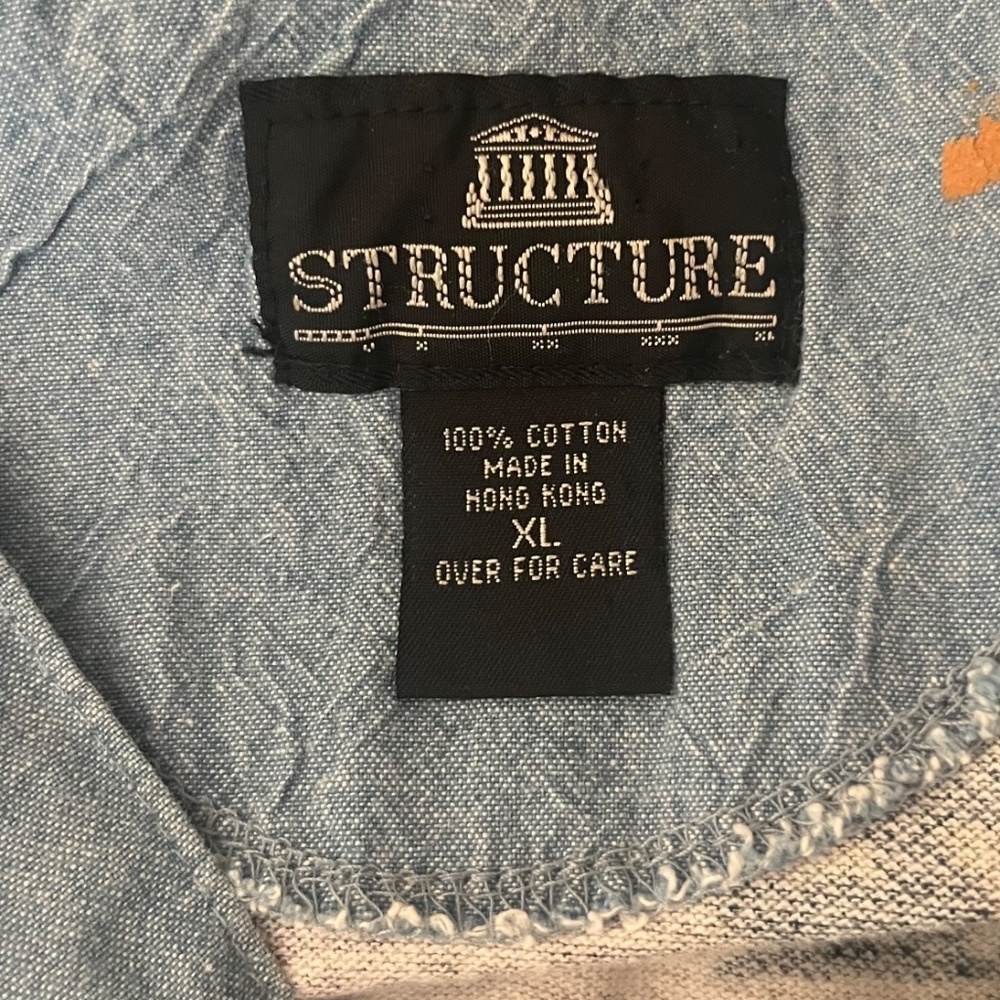 STRUCTURE
100% COTTON
MADE IN
HONG KONG
XL
OVER FOR CARE